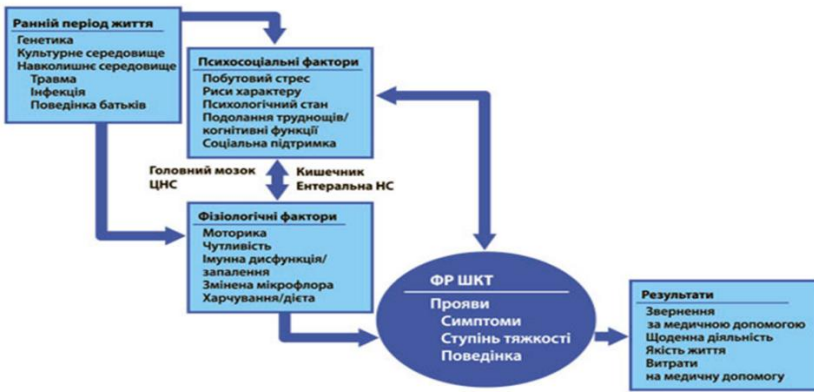 Ранній період життя
Генетика
Культурне середовище
Навколишнє середовище
Травма
Інфекція
Поведінка батьків
Психосоціальні фактори
Побутовий стрес
Риси характеру
Психологічний стан
Подолання труднощів/
когнітивні функції
Соціальна підтримка
Головний мозок
ЦНС
Кишечник
Ентеральна НС
Фізіологічні фактори
Моторика
Чутливість
Імунна дисфункція/
запалення
Змінена мікрофлора
Харчування/дієта
ФР ШКТ
Прояви
Симптоми
Ступінь тяжкості
Поведінка
Результати
Звернення
за медичною допомогою
Щоденна діяльність
Якість життя
Витрати
на медичну допомогу